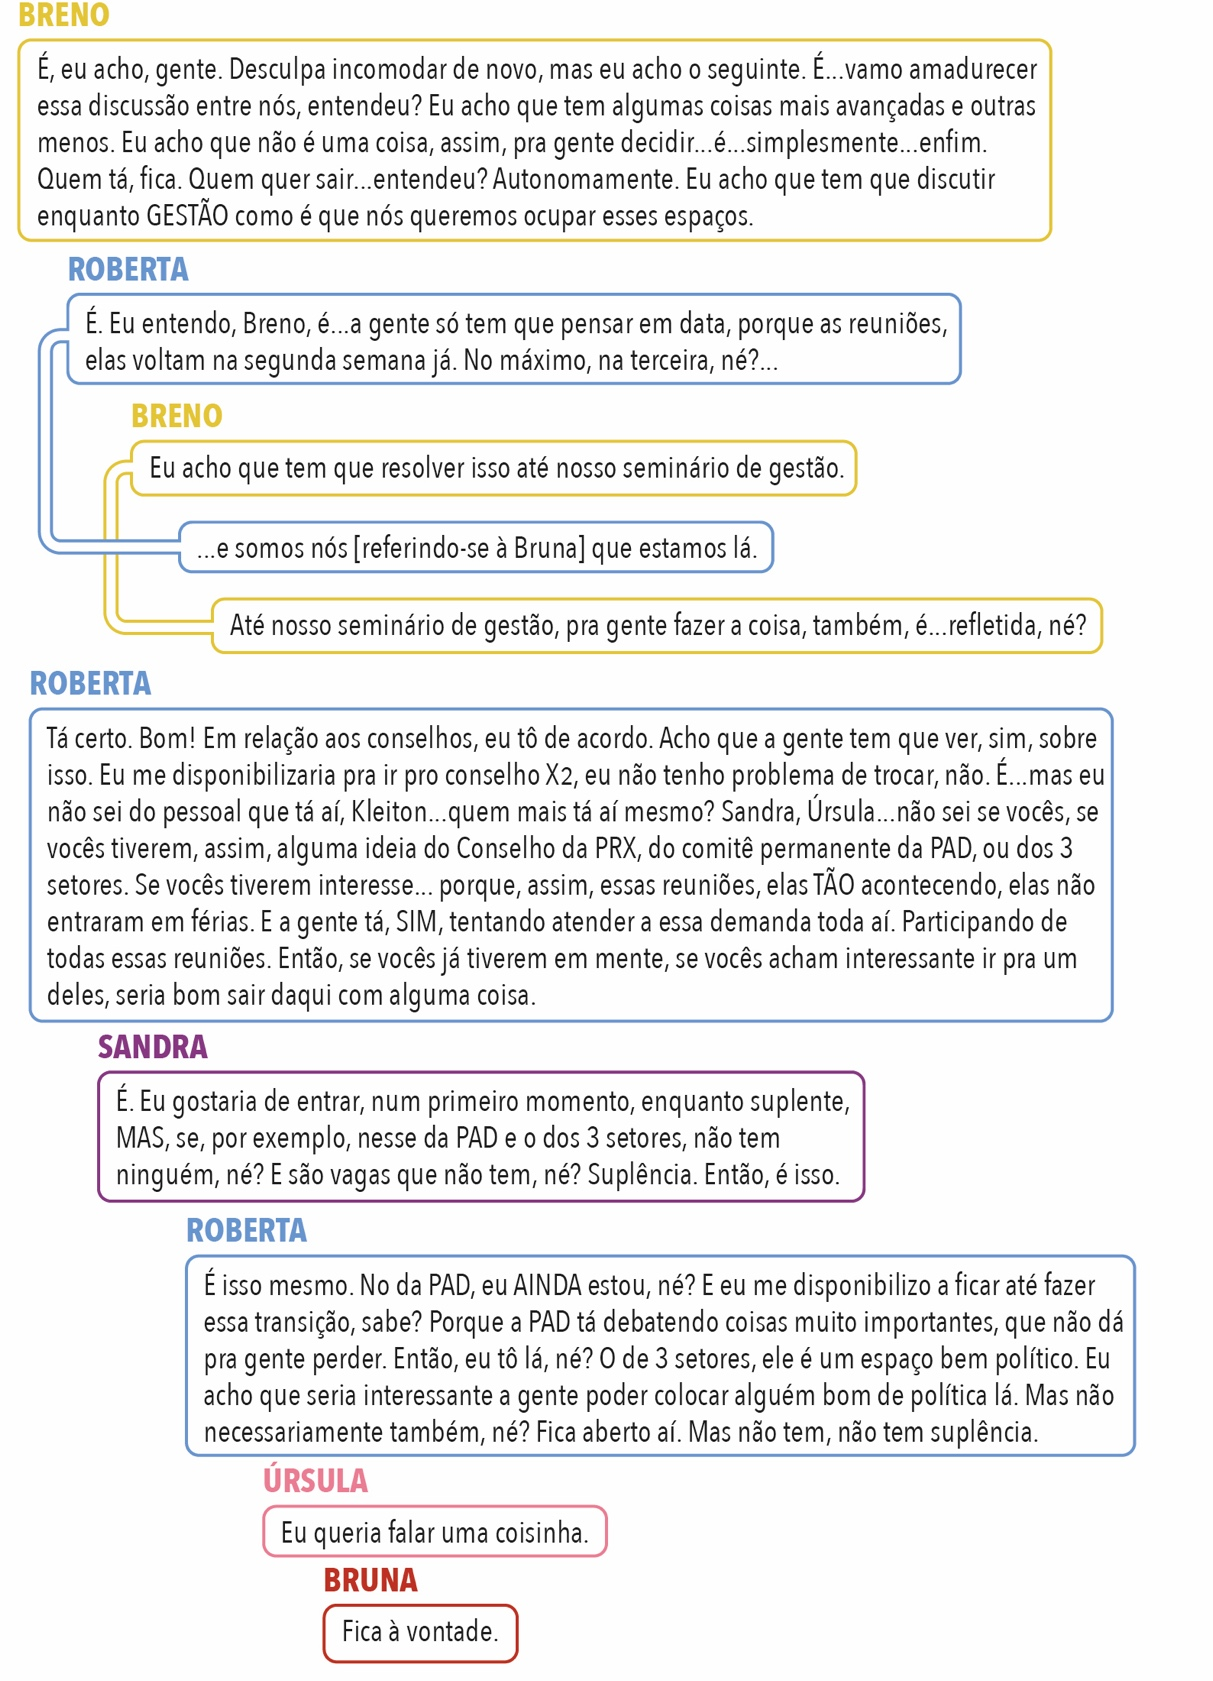 BRENO
É, eu acho, gente. Desculpa incomodar de novo, mas eu acho o seguinte. É...vamo amadurecer
essa discussão entre nós, entendeu? Eu acho que tem algumas coisas mais avançadas e outras
menos. Eu acho que não é uma coisa, assim, pra gente decidir...é...simplesmente...enfim.
Quem tá, fica. Quem quer sair...entendeu? Autonomamente. Eu acho que tem que discutir
enquanto GESTÃO como é que nós queremos ocupar esses espaços.
ROBERTA
É. Eu entendo, Breno, é...a gente só tem que pensar em data, porque as reuniões,
elas voltam na segunda semana já. No máximo, na terceira, né?...
BRENO
Eu acho que tem que resolver isso até nosso seminário de gestão.
...e somos nós [referindo-se à Bruna] que estamos lá.
Até nosso seminário de gestão, pra gente fazer a coisa, também, é...refletida, né?
ROBERTA
Tá certo. Bom! Em relação aos conselhos, eu tô de acordo. Acho que a gente tem que ver, sim, sobre
isso. Eu me disponibilizaria pra ir pro conselho X2, eu não tenho problema de trocar, não. É...mas eu
não sei do pessoal que tá aí, Kleiton...quem mais tá aí mesmo? Sandra, Úrsula...não sei se vocês, se
vocês tiverem, assim, alguma ideia do Conselho da PRX, do comitê permanente da PAD, ou dos 3
setores. Se vocês tiverem interesse... porque, assim, essas reuniões, elas TÃO acontecendo, elas não
entraram em férias. E a gente tá, SIM, tentando atender a essa demanda toda aí. Participando de
todas essas reuniões. Então, se vocês já tiverem em mente, se vocês acham interessante ir pra um
deles, seria bom sair daqui com alguma coisa.
SANDRA
É. Eu gostaria de entrar, num primeiro momento, enquanto suplente,
MAS, se, por exemplo, nesse da PAD e o dos 3 setores, não tem
ninguém, né? E são vagas que não tem, né? Suplência. Então, é isso.
ROBERTA
É isso mesmo. No da PAD, eu AINDA estou, né? E eu me disponibilizo a ficar até fazer
essa transição, sabe? Porque a PAD tá debatendo coisas muito importantes, que não dá
pra gente perder. Então, eu tô lá, né? O de 3 setores, ele é um espaço bem político. Eu
acho que seria interessante a gente poder colocar alguém bom de política lá. Mas não
necessariamente também, né? Fica aberto aí. Mas não tem, não tem suplência.
ÚRSULA
Eu queria falar uma coisinha.
BRUNA
Fica à vontade.